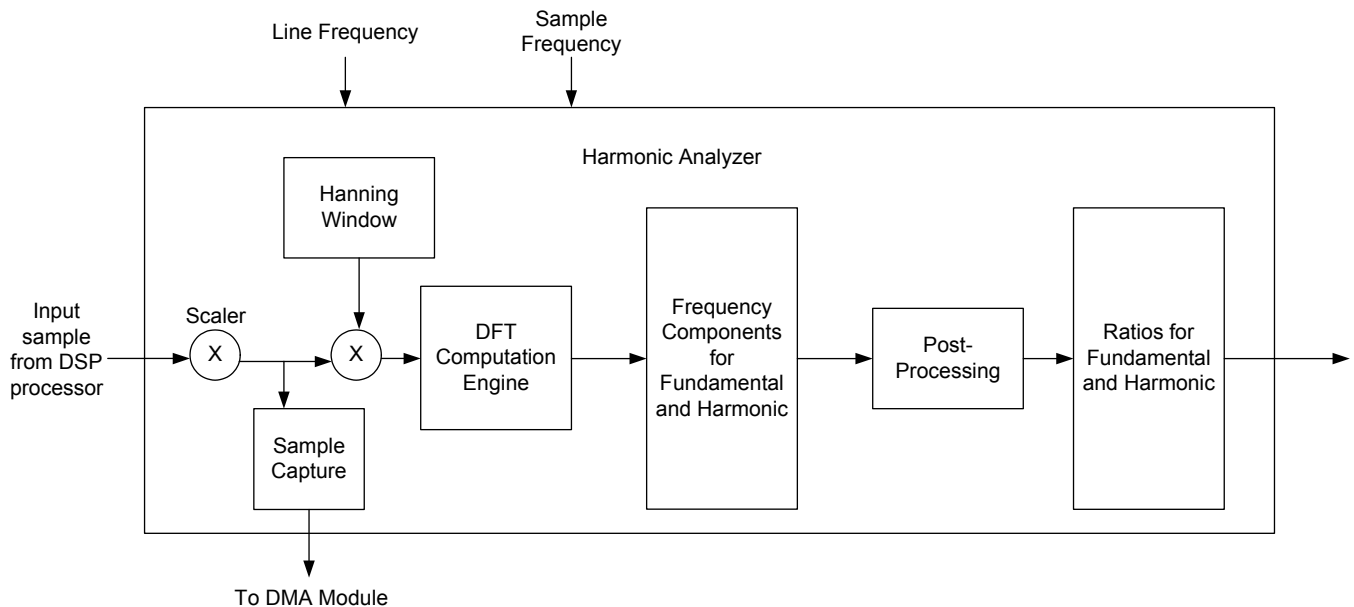 Line Frequency
Sample
Frequency
Harmonic Analyzer
Hanning
Window
Input
sample
from DSP
processor
Scaler
X
X
DFT
Computation
Engine
Frequency
Components
for
Fundamental
and Harmonic
Post-
Processing
Ratios for
Fundamental
and Harmonic
Sample
Capture
To DMA Module